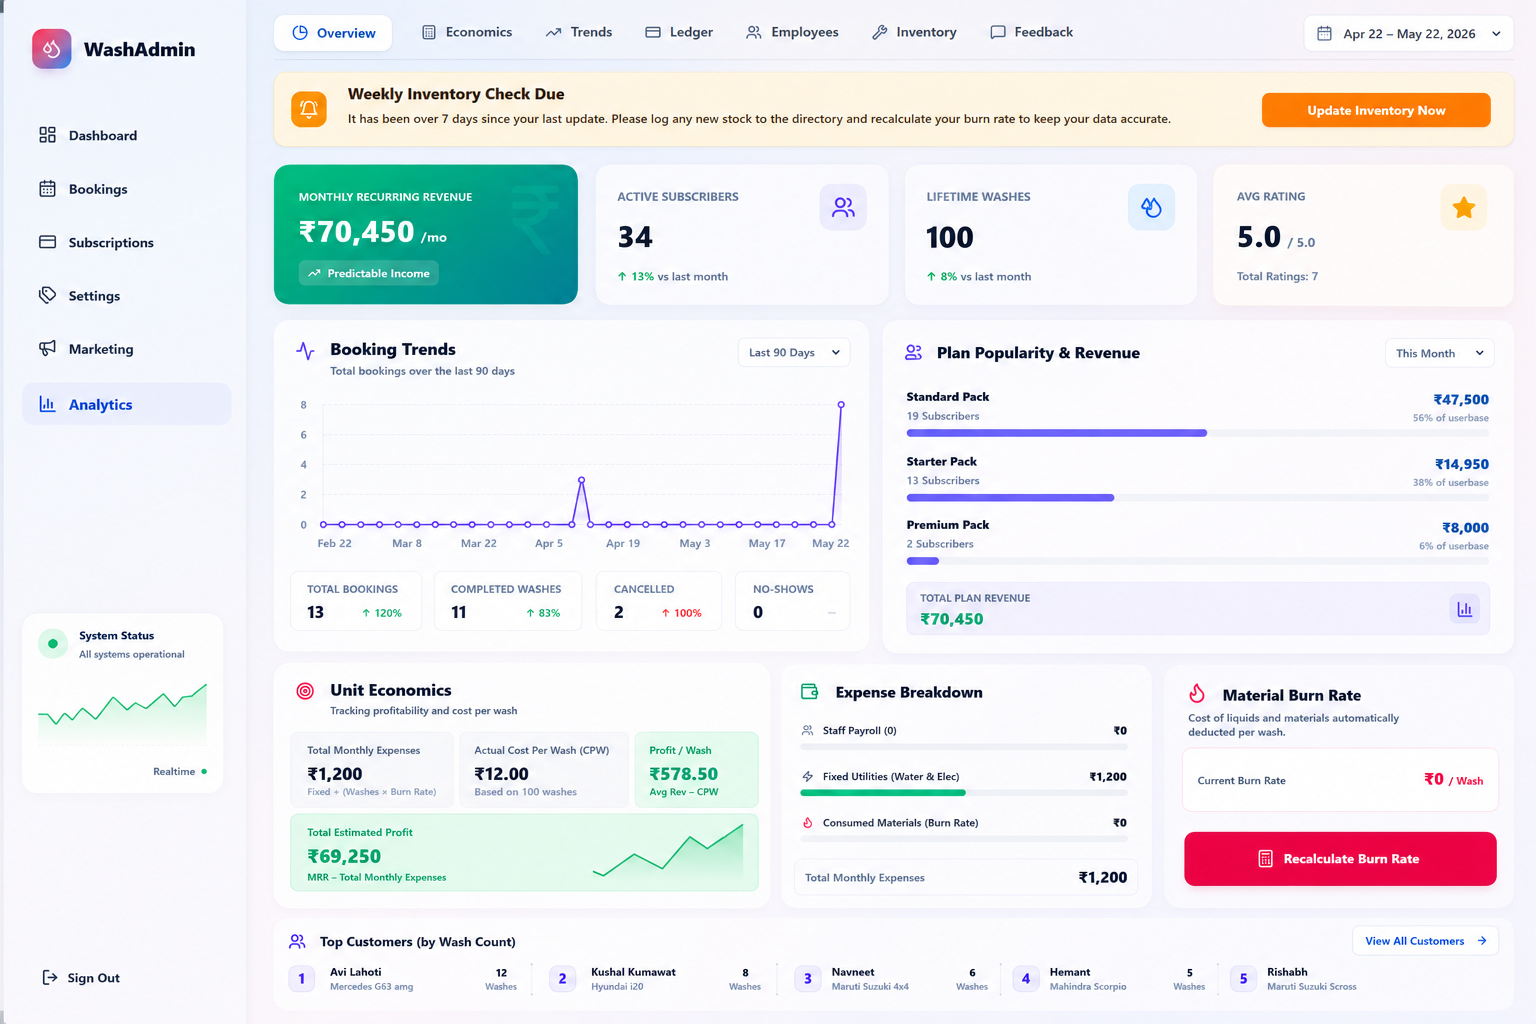 WashAdmin
Dashboard
Bookings
Subscriptions
Settings
Marketing
Analytics
System Status
All systems operational
Realtime
Sign Out
Overview
Economics
Trends
Ledger
Employees
Inventory
Feedback
Apr 22 – May 22, 2026
Weekly Inventory Check Due
It has been over 7 days since your last update. Please log any new stock to the directory and recalculate your burn rate to keep your data accurate.
Update Inventory Now
MONTHLY RECURRING REVENUE
₹70,450 /mo
Predictable Income
₹
ACTIVE SUBSCRIBERS
34
↑ 13% vs last month
LIFETIME WASHES
100
↑ 8% vs last month
AVG RATING
5.0 / 5.0
Total Ratings: 7
Booking Trends
Total bookings over the last 90 days
Last 90 Days
8
6
4
2
0
Feb 22 Mar 8 Mar 22 Apr 5 Apr 19 May 3 May 17 May 22
TOTAL BOOKINGS
13 ↑ 120%
COMPLETED WASHES
11 ↑ 83%
CANCELLED
2 ↑ 100%
NO-SHOWS
0 –
Plan Popularity & Revenue
This Month
Standard Pack ₹47,500
19 Subscribers 56% of userbase
Starter Pack ₹14,950
13 Subscribers 38% of userbase
Premium Pack ₹8,000
2 Subscribers 6% of userbase
TOTAL PLAN REVENUE
₹70,450
Unit Economics
Tracking profitability and cost per wash
Total Monthly Expenses
₹1,200
Fixed + (Washes × Burn Rate)
Actual Cost Per Wash (CPW)
₹12.00
Based on 100 washes
Profit / Wash
₹578.50
Avg Rev – CPW
Total Estimated Profit
₹69,250
MRR – Total Monthly Expenses
Expense Breakdown
Staff Payroll (0) ₹0
Fixed Utilities (Water & Elec) ₹1,200
Consumed Materials (Burn Rate) ₹0
Total Monthly Expenses ₹1,200
Material Burn Rate
Cost of liquids and materials automatically
deducted per wash.
Current Burn Rate ₹0 / Wash
Recalculate Burn Rate
Top Customers (by Wash Count)
View All Customers →
1
Avi Lahoti 12
Mercedes G63 amg Washes
2
Kushal Kumawat 8
Hyundai i20 Washes
3
Navneet 6
Maruti Suzuki 4x4 Washes
4
Hemant 5
Mahindra Scorpio Washes
5
Rishabh
Maruti Suzuki Scross